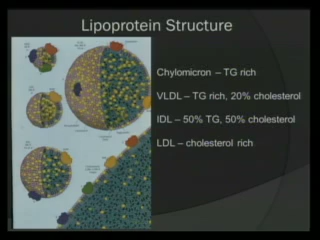 Lipoprotein Structure
Chylomicron – TG rich
VLDL – TG rich, 20% cholesterol
IDL – 50% TG, 50% cholesterol
LDL – cholesterol rich